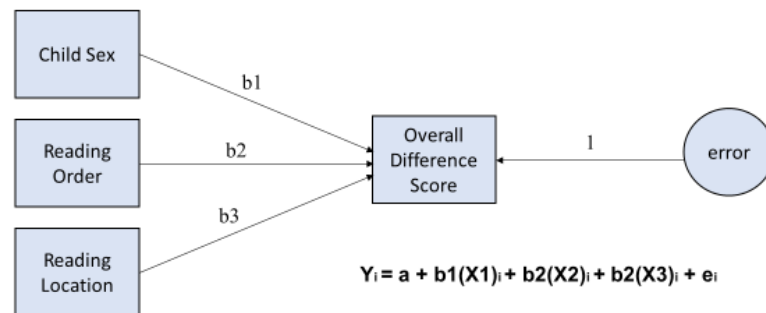 Child Sex
b1
Reading
Order
b2
Overall
Difference
Score
1
error
b3
Reading
Location
Yi = a + b1(X1)i + b2(X2)i + b2(X3)i + ei